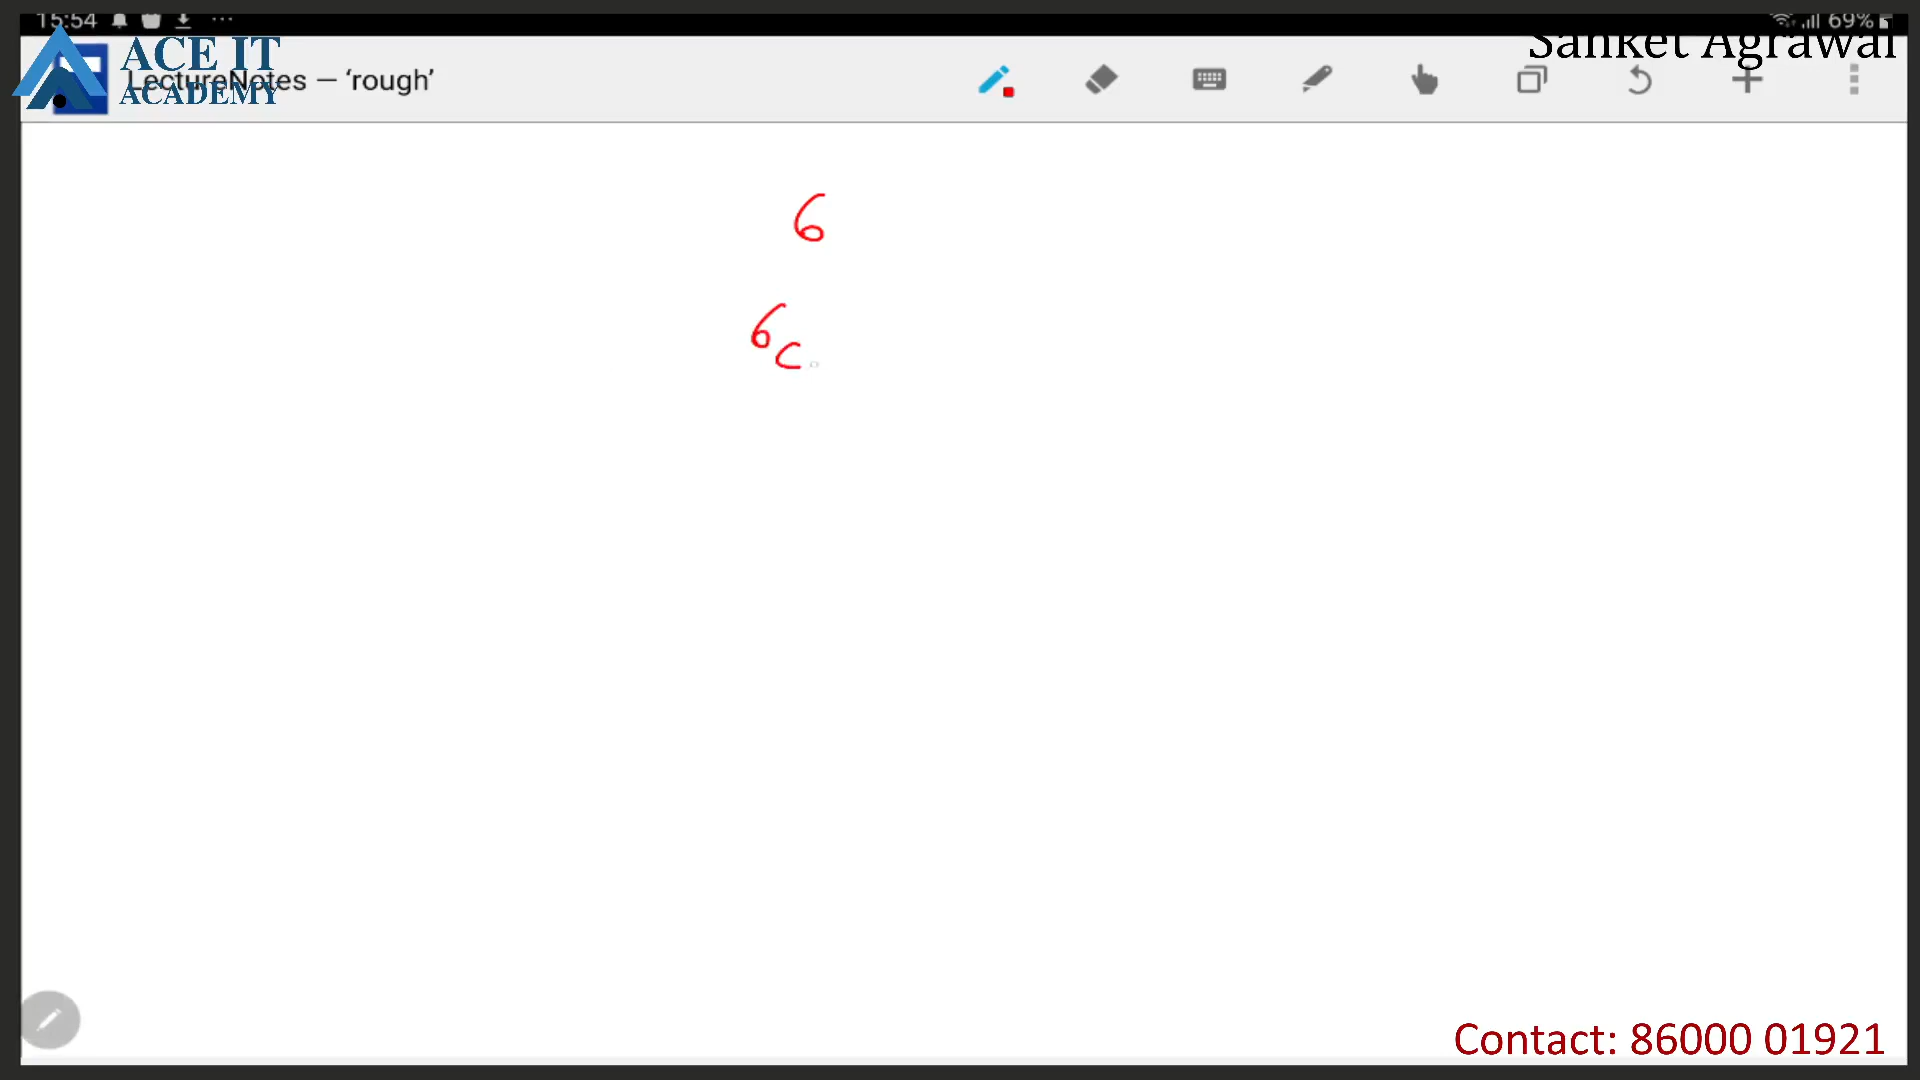 15:54 ... 69%
Sanket Agrawal
ACE IT
ACADEMY
LectureNotes — ‘rough’
6
6c
Contact: 86000 01921